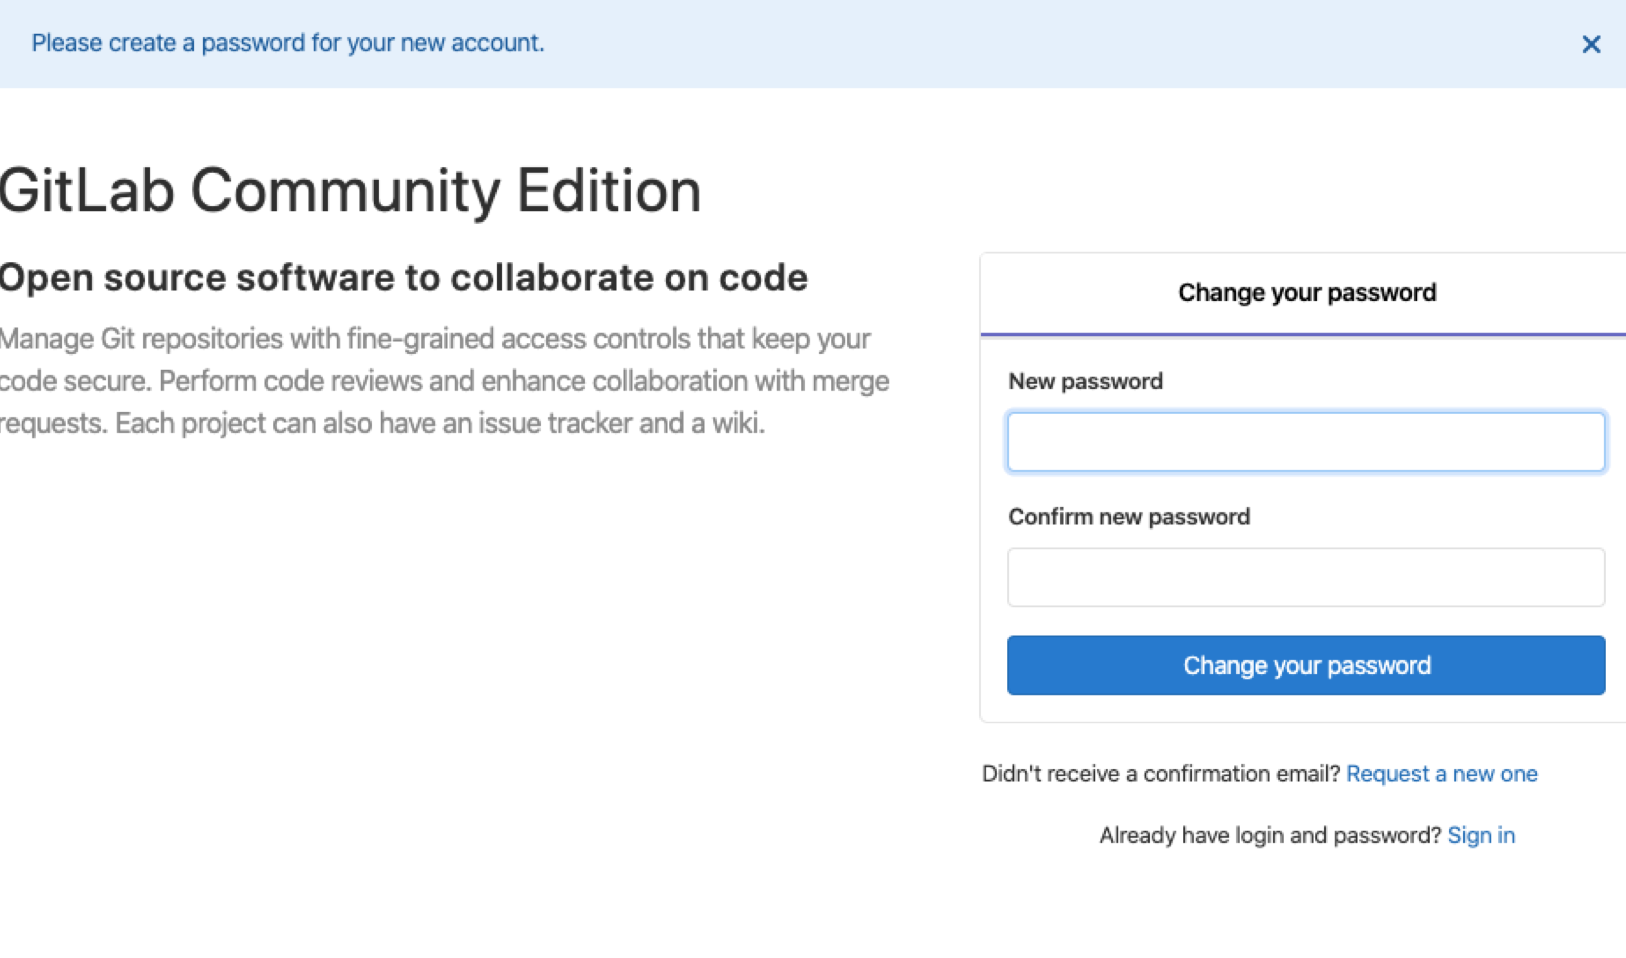 Please create a password for your new account.
GitLab Community Edition
Open source software to collaborate on code
Manage Git repositories with fine-grained access controls that keep your
code secure. Perform code reviews and enhance collaboration with merge
requests. Each project can also have an issue tracker and a wiki.
Change your password
New password
Confirm new password
Change your password
Didn't receive a confirmation email? Request a new one
Already have login and password? Sign in